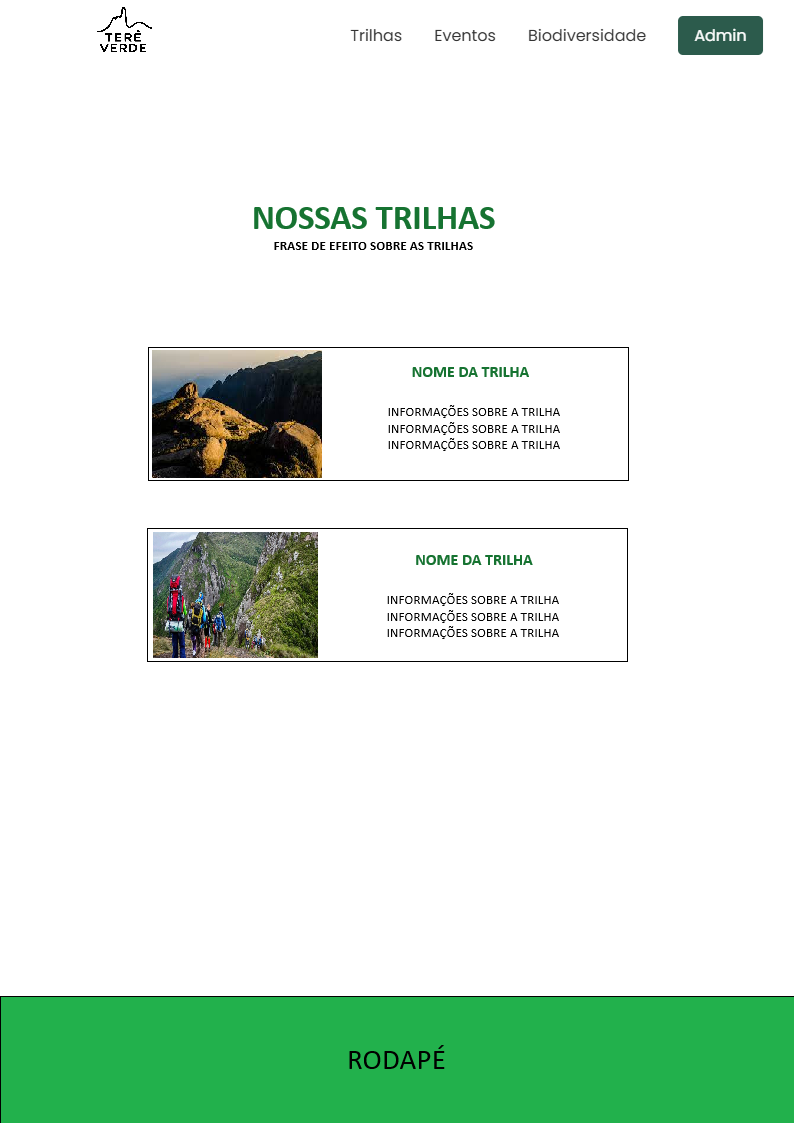 TERÊ
VERDE
Trilhas Eventos Biodiversidade Admin
NOSSAS TRILHAS
FRASE DE EFEITO SOBRE AS TRILHAS
NOME DA TRILHA
INFORMAÇÕES SOBRE A TRILHA
INFORMAÇÕES SOBRE A TRILHA
INFORMAÇÕES SOBRE A TRILHA
NOME DA TRILHA
INFORMAÇÕES SOBRE A TRILHA
INFORMAÇÕES SOBRE A TRILHA
INFORMAÇÕES SOBRE A TRILHA
RODAPÉ